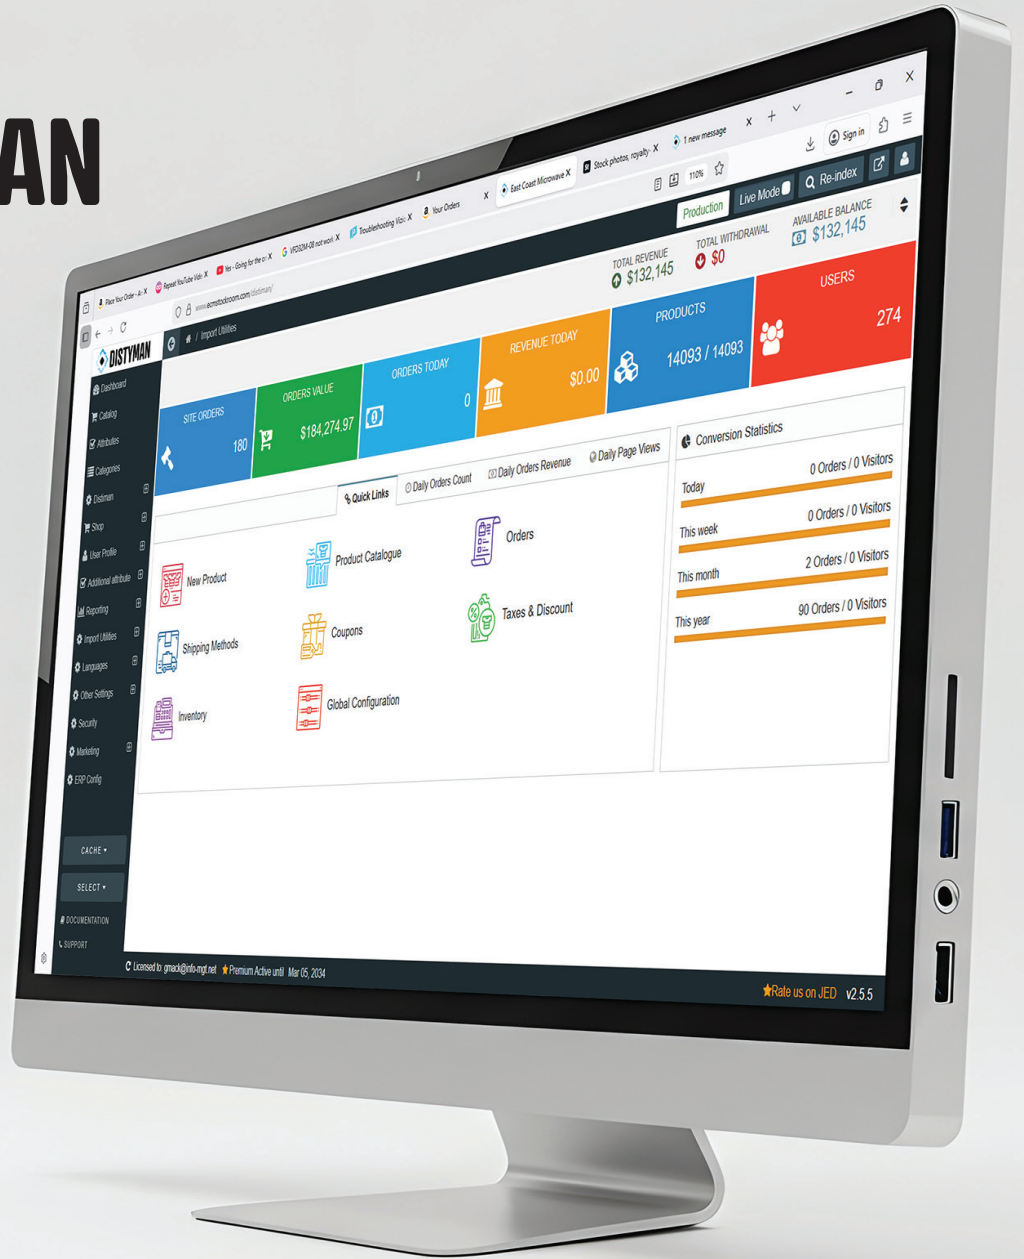 AN
Place Your Order - A
X
Repeat YouTube Vide
X
Yes - Going for the o
X
VFDS2M-08 not work
X
X
Your Orders
X
East Coast Microwave X
Stock photos, royalty- X
1 new message
X
+
www.ecmstockroom.com/distiman/
110%
Sign in
DISTYMAN
/ Import Utilities
Production
Live Mode
Re-index
TOTAL REVENUE
$132,145
TOTAL WITHDRAWAL
$0
AVAILABLE BALANCE
$132,145
Dashboard
Catalog
Attributes
Categories
Distiman
Shop
User Profile
Additional attribute
Reporting
Import Utilities
Languages
Other Settings
Security
Marketing
ERP Config
CACHE
SELECT
DOCUMENTATION
SUPPORT
SITE ORDERS
180
ORDERS VALUE
$184,274.97
ORDERS TODAY
0
REVENUE TODAY
$0.00
PRODUCTS
14093 / 14093
USERS
274
Quick Links
Daily Orders Count
Daily Orders Revenue
Daily Page Views
New Product
Product Catalogue
Orders
Shipping Methods
Coupons
Taxes & Discount
Inventory
Global Configuration
Conversion Statistics
Today
0 Orders / 0 Visitors
This week
0 Orders / 0 Visitors
This month
2 Orders / 0 Visitors
This year
90 Orders / 0 Visitors
Licensed to: gmack@info-mgt.net
Premium Active until Mar 05, 2034
Rate us on JED
v2.5.5